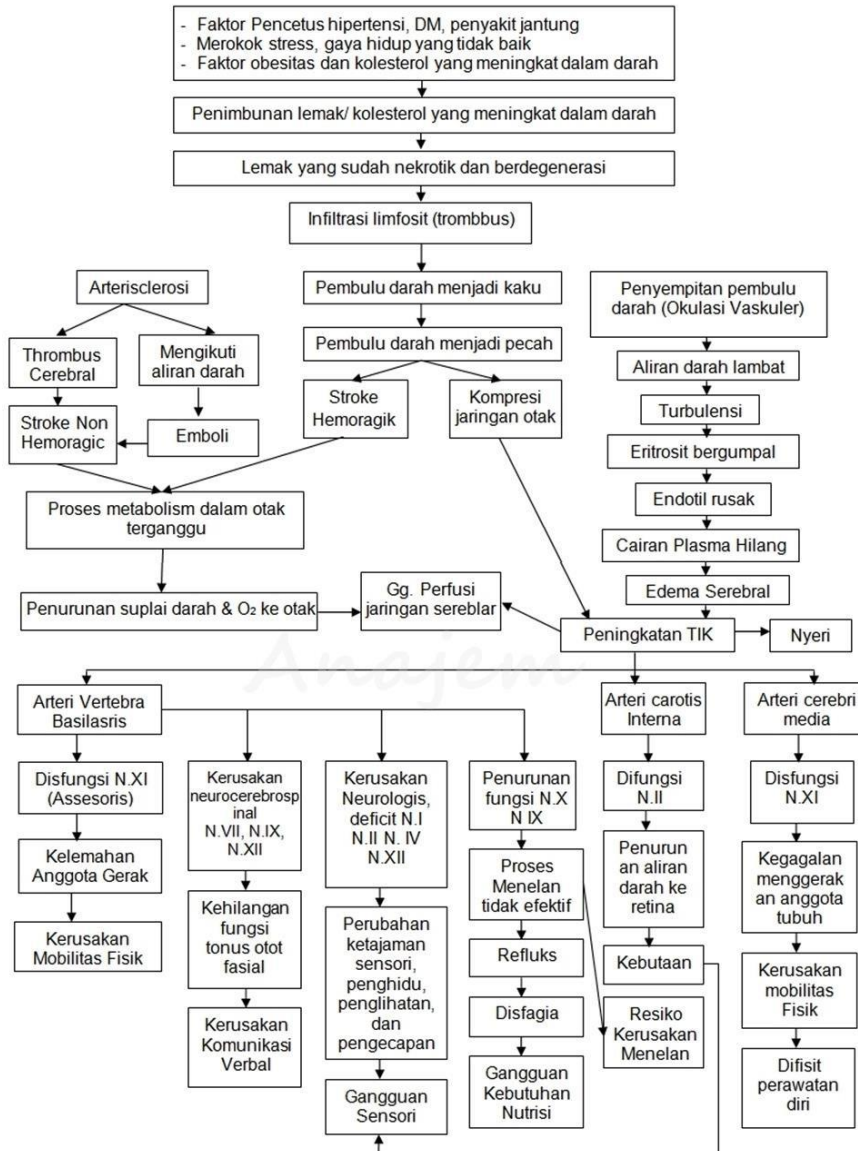 - Faktor Pencetus hipertensi, DM, penyakit jantung
- Merokok stress, gaya hidup yang tidak baik
- Faktor obesitas dan kolesterol yang meningkat dalam darah
Penimbunan lemak/ kolesterol yang meningkat dalam darah
Lemak yang sudah nekrotik dan berdegenerasi
Infiltrasi limfosit (trombbus)
Arterisclerosi
Pembulu darah menjadi kaku
Penyempitan pembulu
darah (Okulasi Vaskuler)
Thrombus
Cerebral
Mengikuti
aliran darah
Pembulu darah menjadi pecah
Aliran darah lambat
Stroke Non
Hemoragic
Emboli
Stroke
Hemoragik
Kompresi
jaringan otak
Turbulensi
Eritrosit bergumpal
Endotil rusak
Proses metabolism dalam otak
terganggu
Cairan Plasma Hilang
Edema Serebral
Penurunan suplai darah & O₂ ke otak
Gg. Perfusi
jaringan sereblar
Peningkatan TIK
Nyeri
Anajem
Arteri Vertebra
Basilasris
Arteri carotis
Interna
Arteri cerebri
media
Disfungsi N.XI
(Assesoris)
Kelemahan
Anggota Gerak
Kerusakan
Mobilitas Fisik
Kerusakan
neurocerebrosp
inal
N.VII, N.IX,
N.XII
Kehilangan
fungsi
tonus otot
fasial
Kerusakan
Komunikasi
Verbal
Kerusakan
Neurologis,
deficit N.I
N.II N. IV
N.XII
Perubahan
ketajaman
sensori,
penghidu,
penglihatan,
dan
pengecapan
Gangguan
Sensori
Penurunan
fungsi N.X
N IX
Proses
Menelan
tidak efektif
Refluks
Disfagia
Gangguan
Kebutuhan
Nutrisi
Difungsi
N.II
Penurun
an aliran
darah ke
retina
Kebutaan
Resiko
Kerusakan
Menelan
Disfungsi
N.XI
Kegagalan
menggerak
an anggota
tubuh
Kerusakan
mobilitas
Fisik
Difisit
perawatan
diri